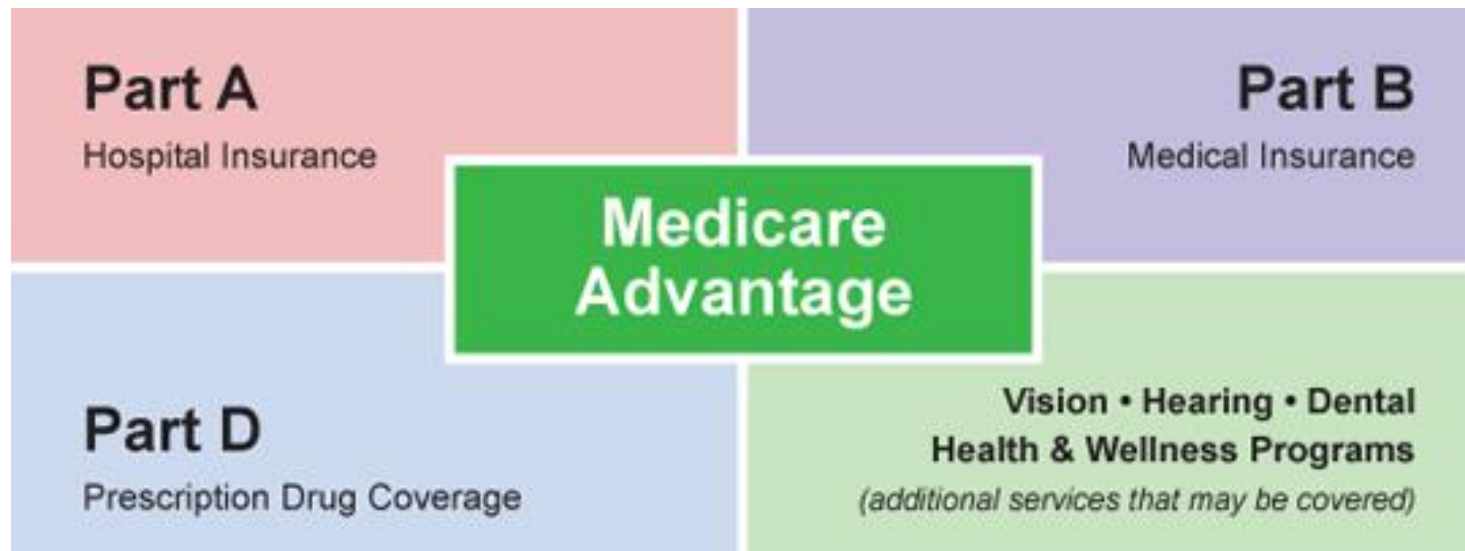 Part A
Hospital Insurance
Part B
Medical Insurance
Medicare
Advantage
Part D
Prescription Drug Coverage
Vision • Hearing • Dental
Health & Wellness Programs
(additional services that may be covered)